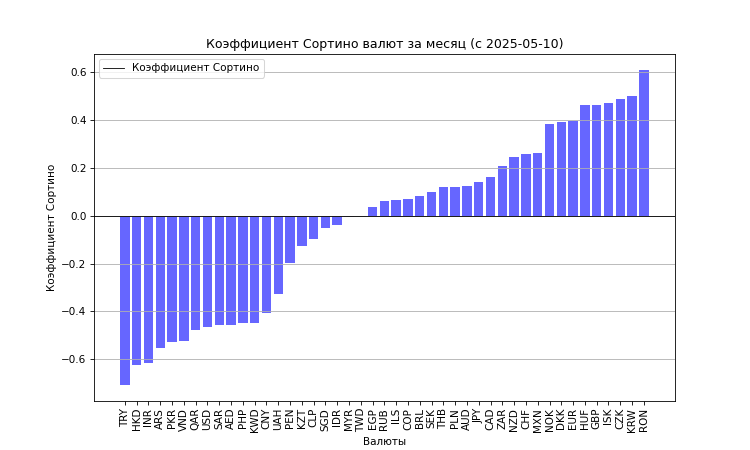 Коэффициент Сортино валют за месяц (с 2025-05-10)
Коэффициент Сортино
0.6
0.4
0.2
0.0
−0.2
−0.4
−0.6
Коэффициент Сортино
TRY
HKD
INR
ARS
PKR
VND
QAR
USD
SAR
AED
PHP
KWD
CNY
UAH
PEN
KZT
CLP
SGD
IDR
MYR
TWD
EGP
RUB
ILS
COP
BRL
SEK
THB
PLN
AUD
JPY
CAD
ZAR
NZD
CHF
MXN
NOK
DKK
EUR
HUF
GBP
ISK
CZK
KRW
RON
Валюты